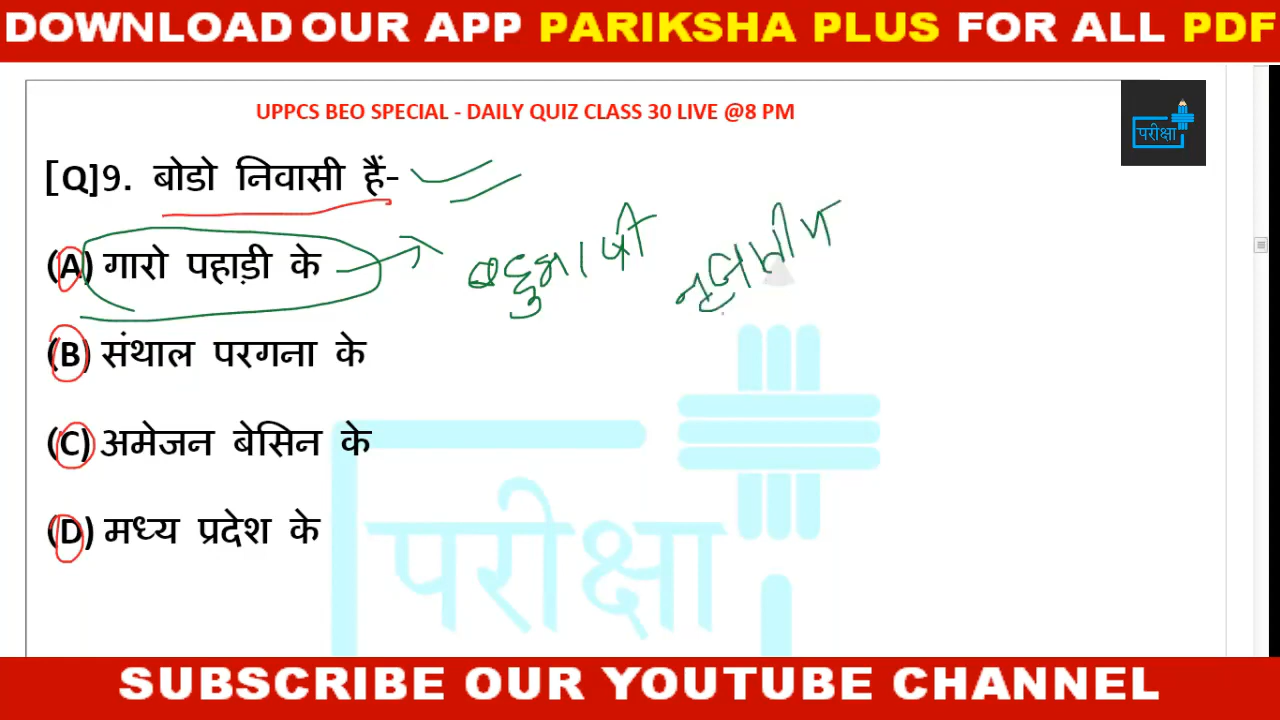 DOWNLOAD OUR APP PARIKSHA PLUS FOR ALL PDF
UPPCS BEO SPECIAL - DAILY QUIZ CLASS 30 LIVE @8 PM
परीक्षा
[Q]9. बोडो निवासी हैं-
(A) गारो पहाड़ी के
(B) संथाल परगना के
(C) अमेजन बेसिन के
(D) मध्य प्रदेश के
परीक्षा
SUBSCRIBE OUR YOUTUBE CHANNEL